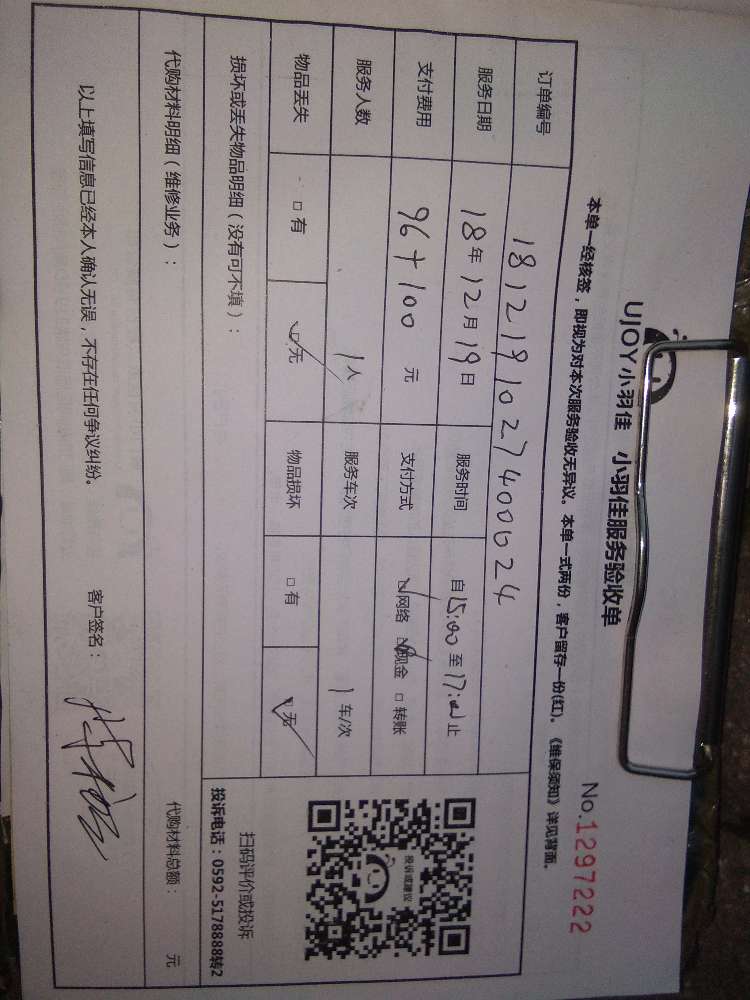 UJOY小羽佳 小羽佳服务验收单
No.1297222
本单一经核签，即视为对本次服务验收无异议。本单一式两份，客户留存一份(红)。《维保须知》详见背面。
订单编号 181219102740062 4
服务日期 18年12月19日 服务时间 自15:00至17:00止
支付费用 96+100 元 支付方式 ☑网络 ☑现金 □转账
服务人数 1人 服务车次 1车/次
物品丢失 □有 ☑无 物品损坏 □有 ☑无
损坏或丢失物品明细（没有可不填）：
投诉或建议
扫码评价或投诉
投诉电话：0592-5178888转2
代购材料明细（维修业务）： 代购材料总额： 元
以上填写信息已经本人确认无误，不存在任何争议纠纷。 客户签名：